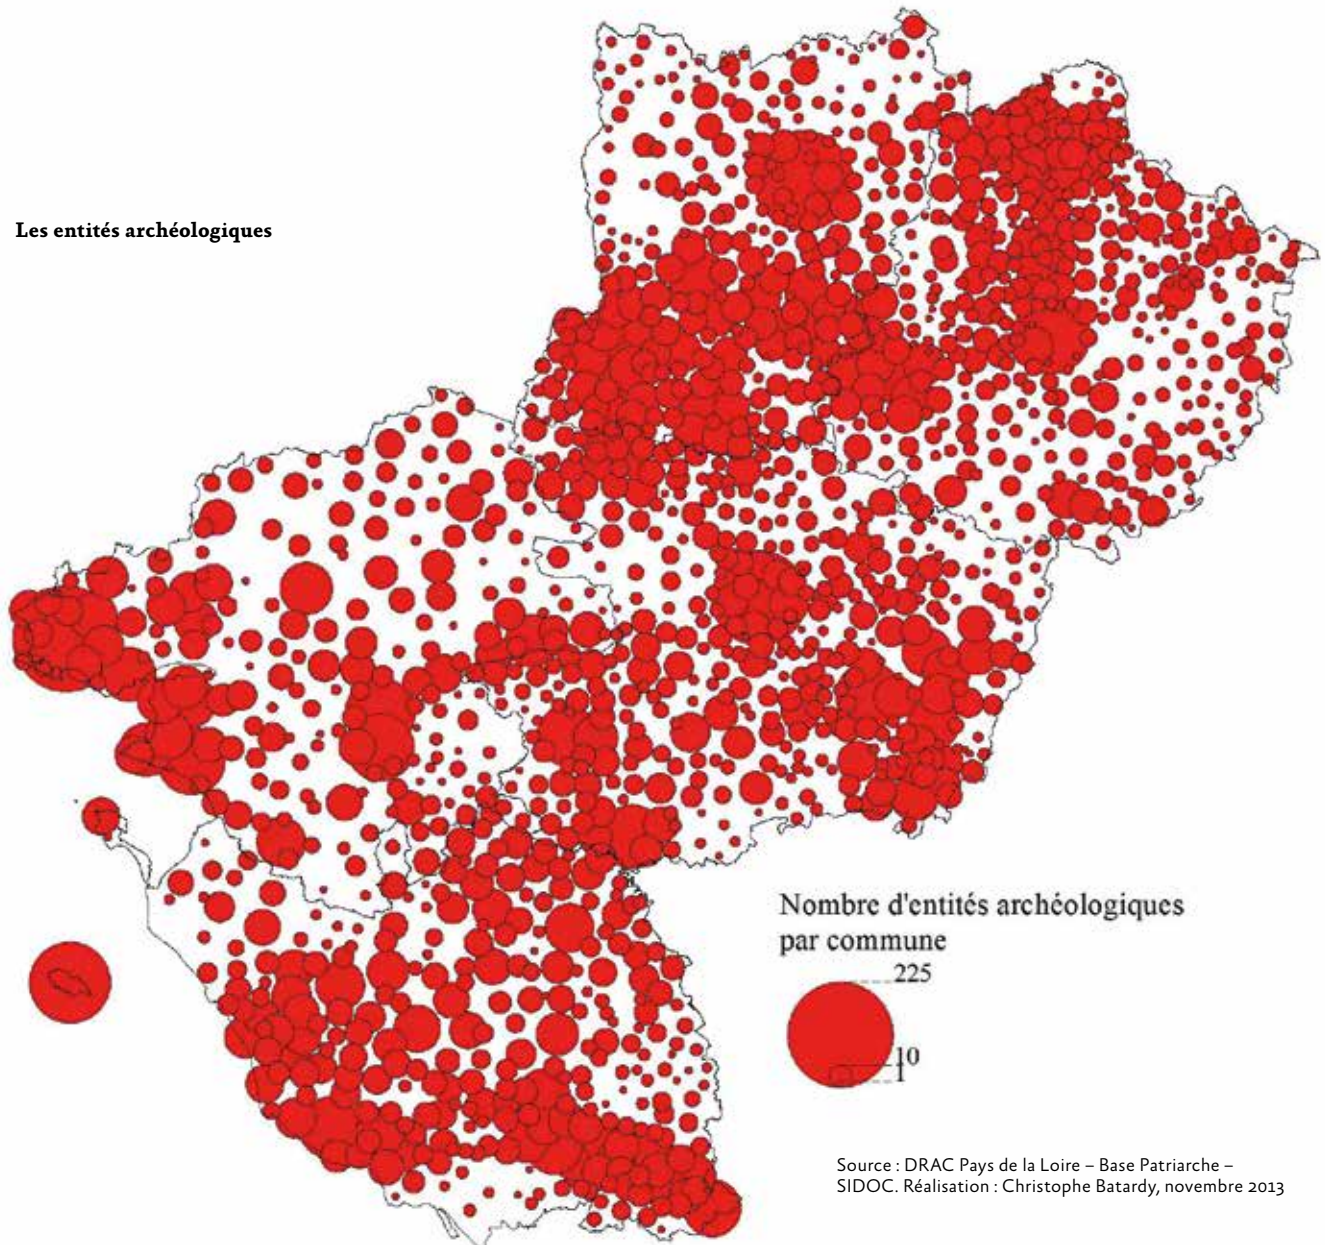 Les entités archéologiques
Nombre d'entités archéologiques
par commune
225
10
1
Source : DRAC Pays de la Loire – Base Patriarche –
SIDOC. Réalisation : Christophe Batardy, novembre 2013